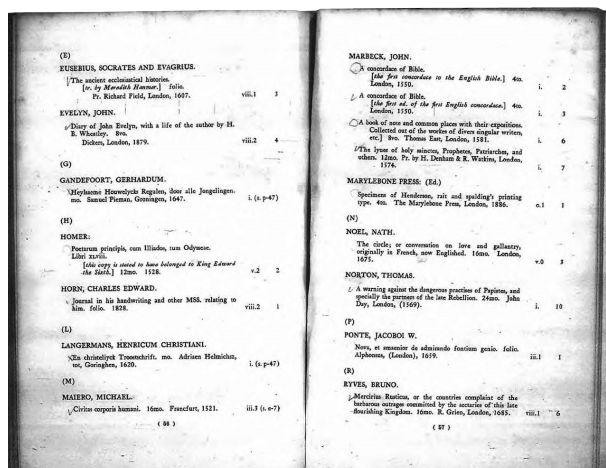 (E)
EUSEBIUS, SOCRATES AND EVAGRIUS.
The ancient ecclesiastical histories.
[tr. by Meredith Hanmer.] folio.
Pr. Richard Field, London, 1607. viii.1 3
EVELYN, JOHN.
Diary of John Evelyn, with a life of the author by H.
B. Wheatley. 8vo.
Dickers, London, 1879. viii.2 4
(G)
GANDEFOORT, GERHARDUM.
Heylsaeme Houwelycks Regulen, door alle Jongelingen.
mo. Samuel Pieman, Groningen, 1647. i. (s. p-47)
(H)
HOMER:
Poetarum principis, cum Illiados, tum Odysseae.
Libri XLVIII.
[this copy is stated to have belonged to King Edward
the Sixth.] 12mo. 1528. v.2 2
HORN, CHARLES EDWARD.
Journal in his handwriting and other MSS. relating to
him. folio. 1828. viii.2 1
(L)
LANGERMANS, HENRICUM CHRISTIANI.
En christellyck Troostschrift. mo. Adriaen Helmichsz,
tot, Goringhen, 1620. i. (s. p-47)
(M)
MAIERO, MICHAEL.
Civitas corporis humani. 16mo. Francfurt, 1521. iii.3 (s. e-7)
( 56 )
MARBECK, JOHN.
A concordace of Bible.
[the first concordace to the English Bible.] 4to.
London, 1550. i. 2
A concordace of Bible.
[the first ed. of the first English concordace.] 4to.
London, 1550. i. 3
A book of note and common places with their expositions.
Collected out of the workes of divers singular writers,
etc.] 8vo. Thomas East, London, 1581. i. 6
The lynes of holy sainctes, Prophetes, Patriarches, and
others. 12mo. Pr. by H. Denham & R. Watkins, London,
1574. i. 7
MARYLEBONE PRESS: (Ed.)
Specimens of Henderson, rait and spalding's printing
type. 4to. The Marylebone Press, London, 1886. o.1 1
(N)
NOEL, NATH.
The circle; or conversation on love and gallantry,
originally in French, now Englished. 16mo. London,
1675. v.0 3
NORTON, THOMAS.
A warning against the dangerous practises of Papistes, and
specially the partners of the late Rebellion. 24mo. John
Day, London, (1569). i. 10
(P)
PONTE, JACOBOI W.
Nova, et amaenior de admirando fontium genio. folio.
Alphonsus, (London), 1659. iii.1 1
(R)
RYVES, BRUNO.
Mercurius Rusticus, or the countries complaint of the
barbarous outrages committed by the sectaries of this late
flourishing Kingdom. 16mo. R. Grien, London, 1685. viii.1 6
( 57 )